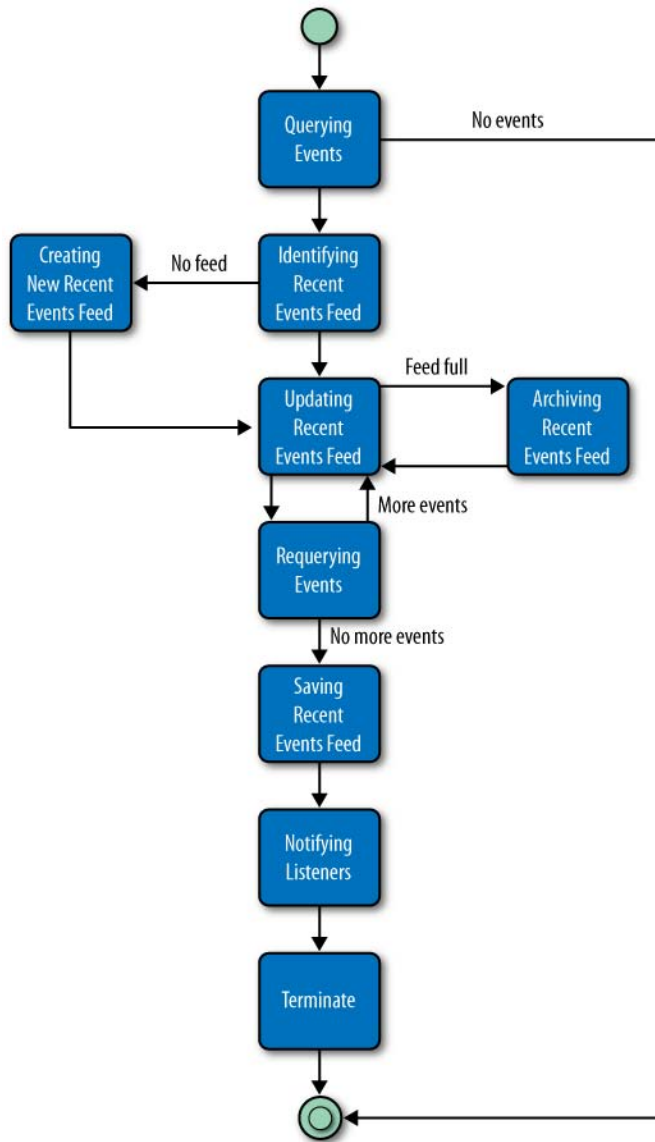 Querying
Events
No events
Creating
New Recent
Events Feed
No feed
Identifying
Recent
Events Feed
Updating
Recent
Events Feed
Feed full
Archiving
Recent
Events Feed
More events
Requerying
Events
No more events
Saving
Recent
Events Feed
Notifying
Listeners
Terminate